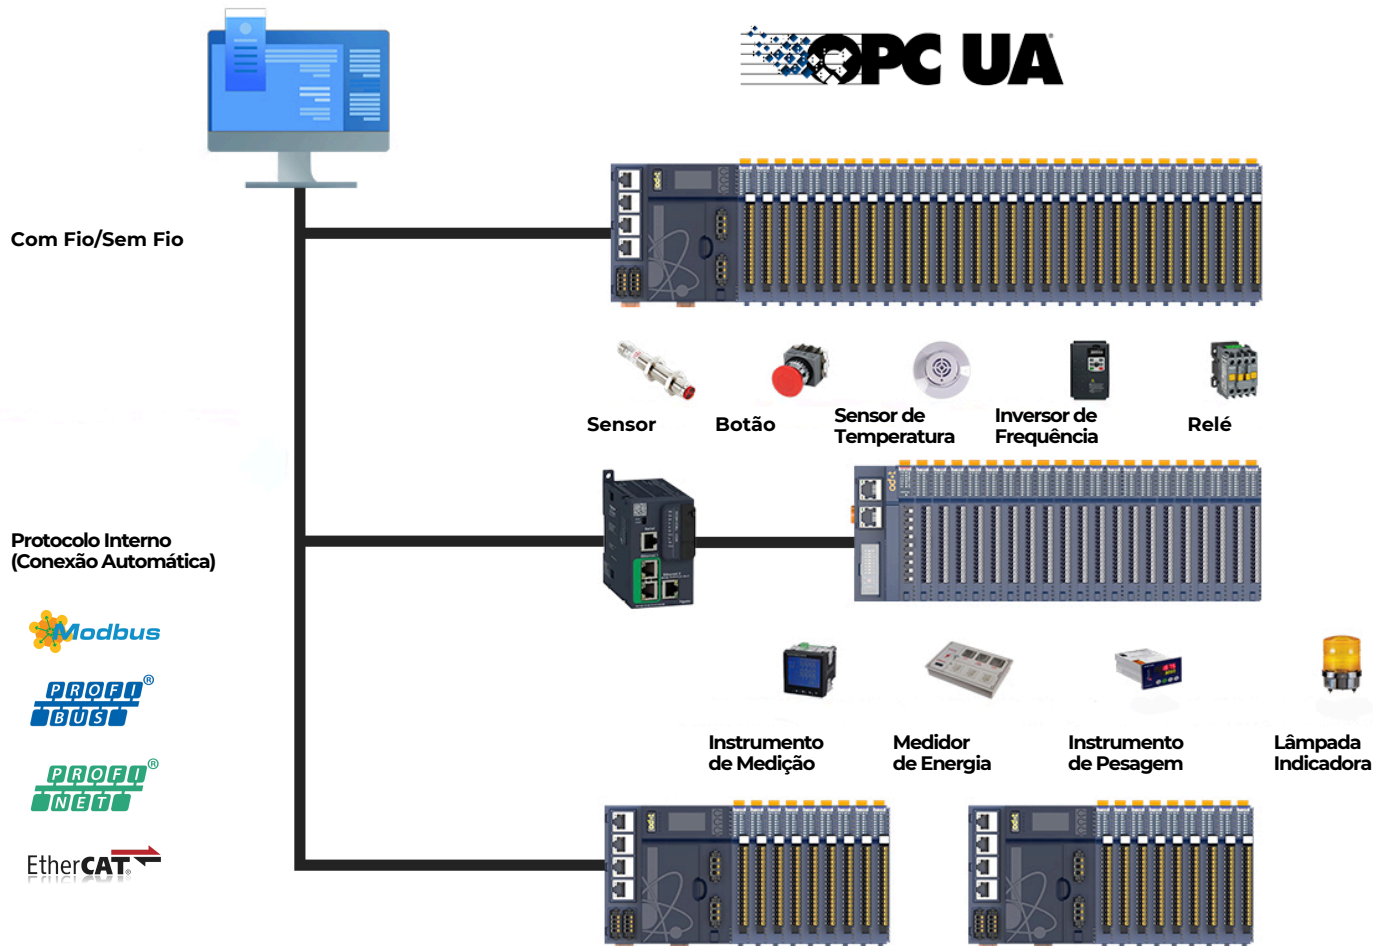 OPC UA
Com Fio/Sem Fio
Sensor
Botão
Sensor de
Temperatura
Inversor de
Frequência
Relé
Protocolo Interno
(Conexão Automática)
Modbus
PROFI®
BUS
PROFI®
NET
EtherCAT®
Instrumento
de Medição
Medidor
de Energia
Instrumento
de Pesagem
Lâmpada
Indicadora